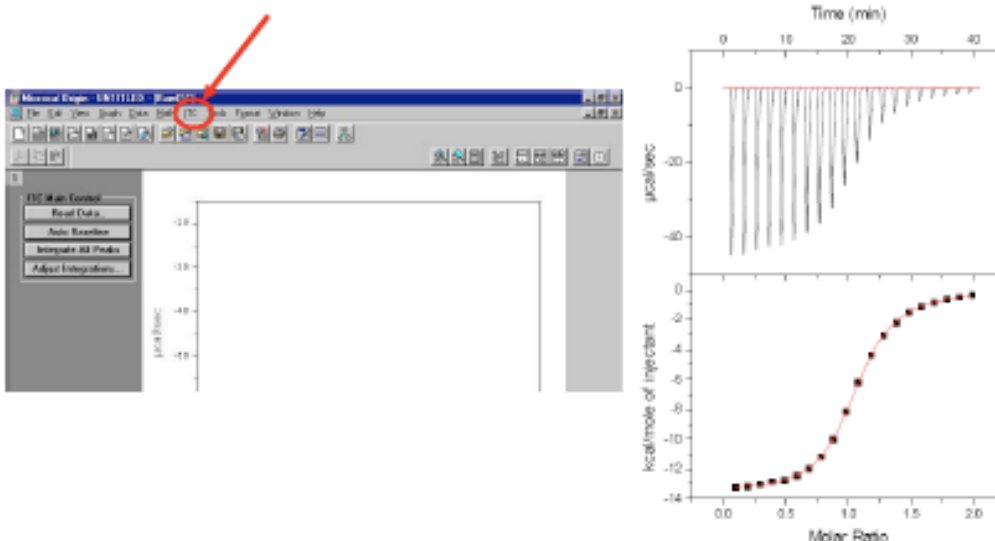 Microcal Origin - UNTITLED -
File Edit View Graph Data Math ITC Format Window Help
1
ITC Main Control
Read Data..
Auto Baseline
Integrate All Peaks
Adjust Integrations...
µcal/sec
Time (min)
0 10 20 30 40
0
-20
-40
µcal/sec
0
-2
-4
-6
-8
-10
-12
-14
kcal/mole of injectant
0.0 0.5 1.0 1.5 2.0
Molar Ratio